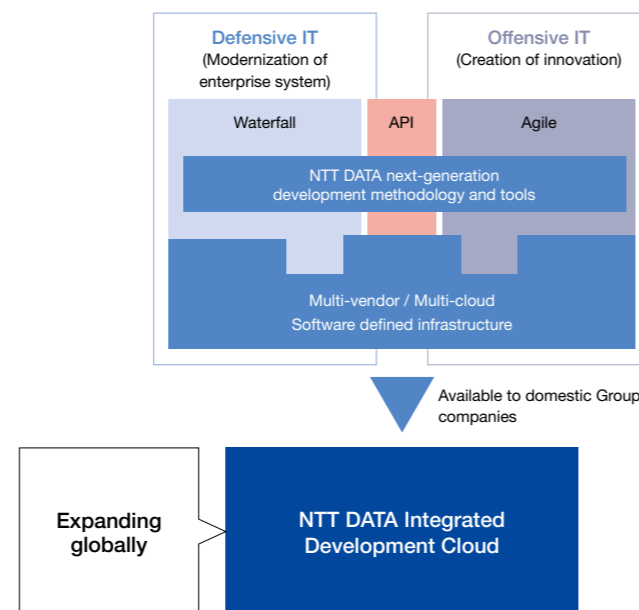 Defensive IT
(Modernization of
enterprise system)
Offensive IT
(Creation of innovation)
Waterfall
API
Agile
NTT DATA next-generation
development methodology and tools
Multi-vendor / Multi-cloud
Software defined infrastructure
Available to domestic Group
companies
Expanding
globally
NTT DATA Integrated
Development Cloud